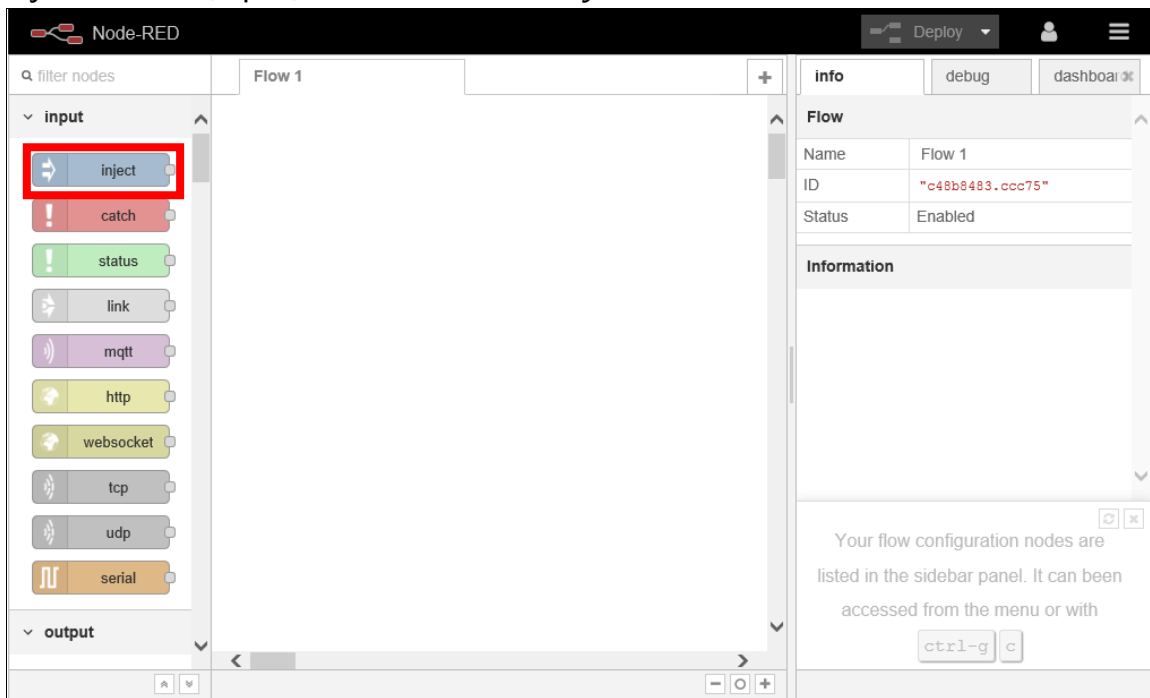 Node-RED
Deploy
filter nodes
Flow 1
info
debug
dashboar
input
inject
catch
status
link
mqtt
http
websocket
tcp
udp
serial
output
Flow
Name Flow 1
ID "c48b8483.ccc75"
Status Enabled
Information
Your flow configuration nodes are
listed in the sidebar panel. It can been
accessed from the menu or with
ctrl-g c